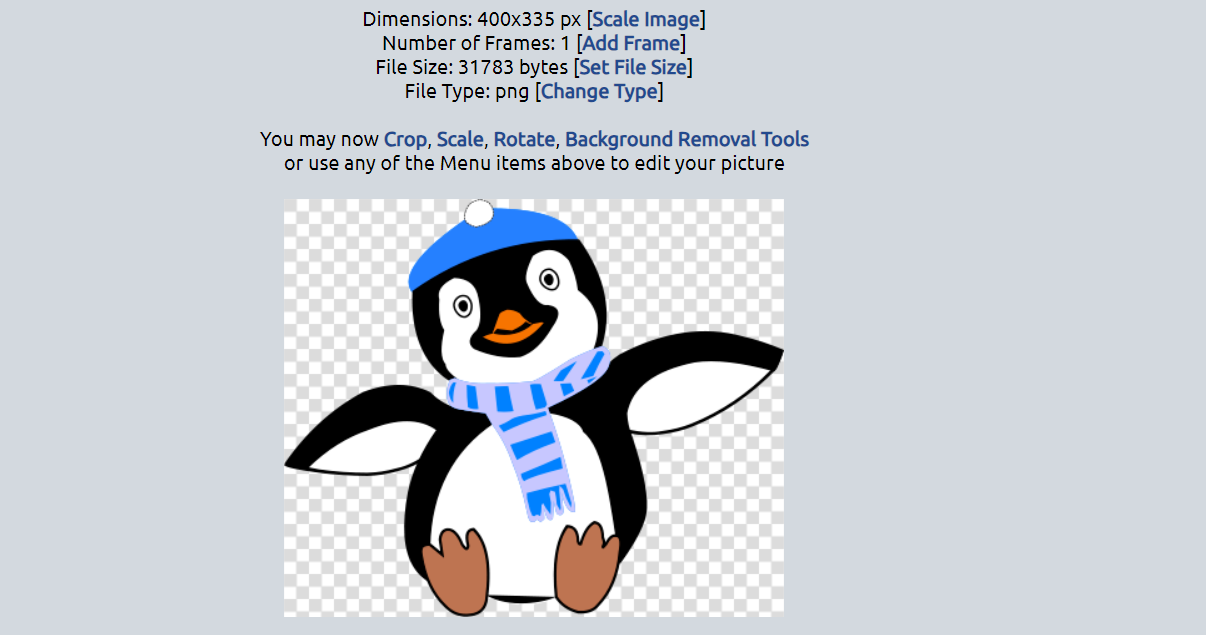 Dimensions: 400x335 px [Scale Image]
Number of Frames: 1 [Add Frame]
File Size: 31783 bytes [Set File Size]
File Type: png [Change Type]
You may now Crop, Scale, Rotate, Background Removal Tools
or use any of the Menu items above to edit your picture